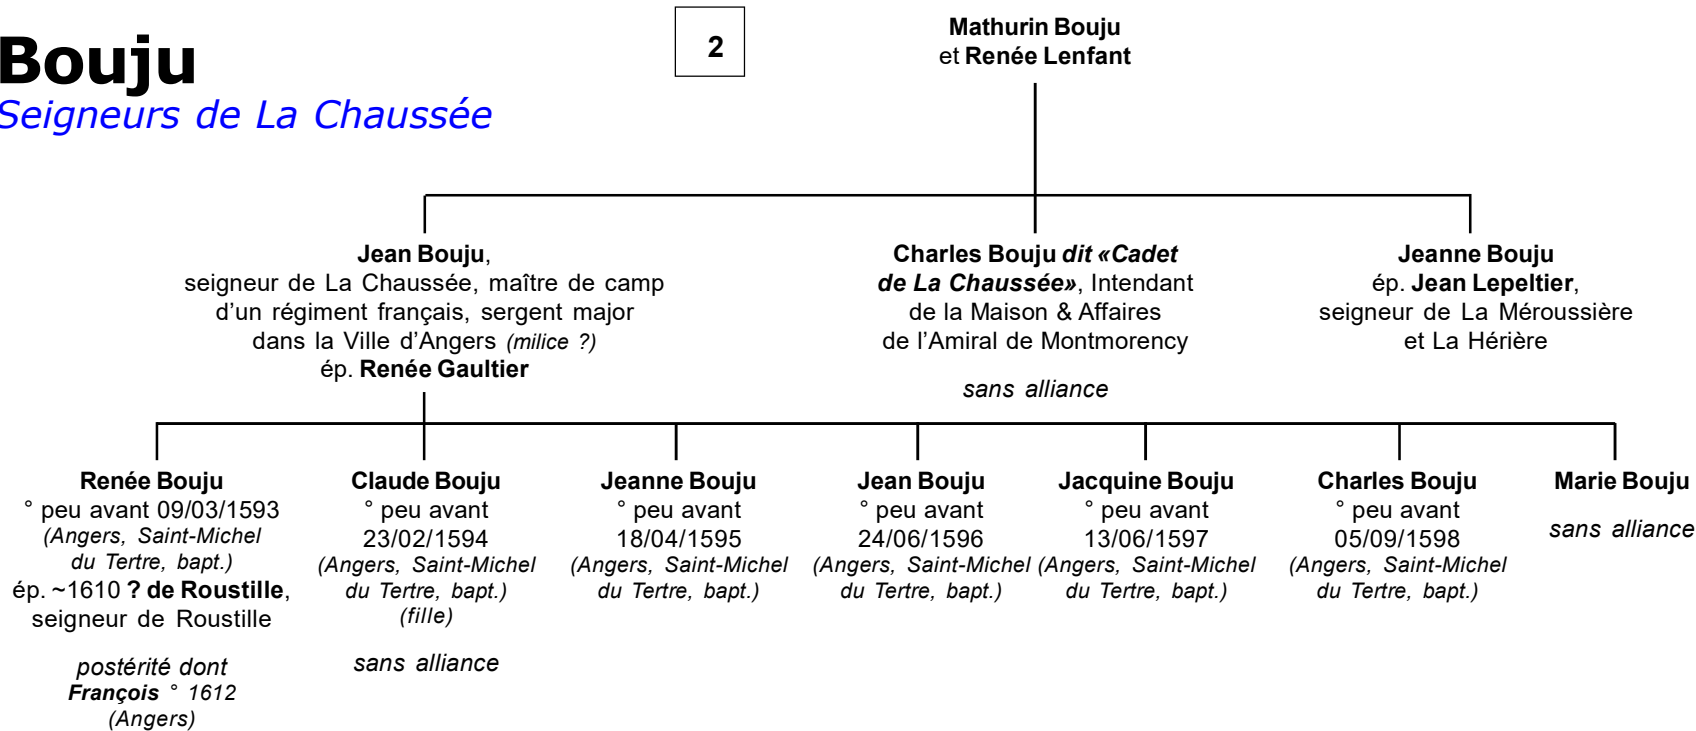 Bouju
Seigneurs de La Chaussée
2
Mathurin Bouju
et Renée Lenfant
Jean Bouju,
seigneur de La Chaussée, maître de camp
d'un régiment français, sergent major
dans la Ville d'Angers (milice ?)
ép. Renée Gaultier
Charles Bouju dit «Cadet
de La Chaussée», Intendant
de la Maison & Affaires
de l'Amiral de Montmorency
sans alliance
Jeanne Bouju
ép. Jean Lepeltier,
seigneur de La Méroussière
et La Hérière
Renée Bouju
° peu avant 09/03/1593
(Angers, Saint-Michel
du Tertre, bapt.)
ép. ~1610 ? de Roustille,
seigneur de Roustille
postérité dont
François ° 1612
(Angers)
Claude Bouju
° peu avant
23/02/1594
(Angers, Saint-Michel
du Tertre, bapt.)
(fille)
sans alliance
Jeanne Bouju
° peu avant
18/04/1595
(Angers, Saint-Michel
du Tertre, bapt.)
Jean Bouju
° peu avant
24/06/1596
(Angers, Saint-Michel
du Tertre, bapt.)
Jacquine Bouju
° peu avant
13/06/1597
(Angers, Saint-Michel
du Tertre, bapt.)
Charles Bouju
° peu avant
05/09/1598
(Angers, Saint-Michel
du Tertre, bapt.)
Marie Bouju
sans alliance